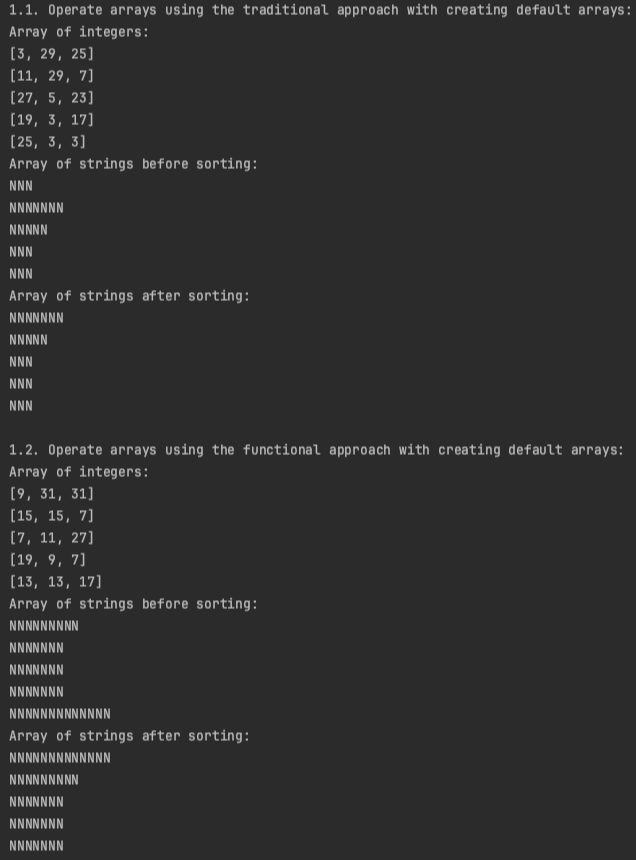 1.1. Operate arrays using the traditional approach with creating default arrays:
Array of integers:
[3, 29, 25]
[11, 29, 7]
[27, 5, 23]
[19, 3, 17]
[25, 3, 3]
Array of strings before sorting:
NNN
NNNNNNN
NNNNN
NNN
NNN
Array of strings after sorting:
NNNNNNN
NNNNN
NNN
NNN
NNN
1.2. Operate arrays using the functional approach with creating default arrays:
Array of integers:
[9, 31, 31]
[15, 15, 7]
[7, 11, 27]
[19, 9, 7]
[13, 13, 17]
Array of strings before sorting:
NNNNNNNNN
NNNNNNN
NNNNNNN
NNNNNNN
NNNNNNNNNNNNN
Array of strings after sorting:
NNNNNNNNNNNNN
NNNNNNNNN
NNNNNNN
NNNNNNN
NNNNNNN